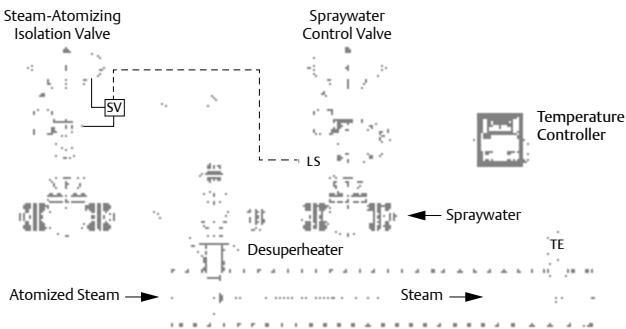 Steam-Atomizing
Isolation Valve
Spraywater
Control Valve
SV
Temperature
Controller
LS
Spraywater
Desuperheater
TE
Atomized Steam
Steam